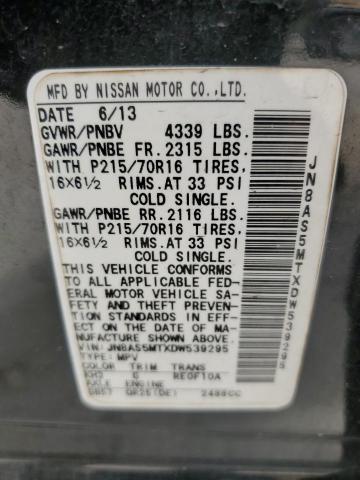 MFD BY NISSAN MOTOR CO.,LTD.
DATE 6/13
GVWR/PNBV 4339 LBS.
GAWR/PNBE FR. 2315 LBS.
WITH P215/70R16 TIRES,
16X6½ RIMS. AT 33 PSI
COLD SINGLE.
GAWR/PNBE RR. 2116 LBS.
WITH P215/70R16 TIRES,
16X6½ RIMS. AT 33 PSI
COLD SINGLE.
THIS VEHICLE CONFORMS
TO ALL APPLICABLE FED-
ERAL MOTOR VEHICLE SA-
FETY AND THEFT PREVENT-
ION STANDARDS IN EFF-
ECT ON THE DATE OF MA-
NUFACTURE SHOWN ABOVE.
VIN: JN8AS5MTXDW539295
TYPE: MPV
COLOR TRIM TRANS
KH3 G RE0F10A
AXLE ENGINE
QR25(DE) 2488CC
JN8AS5MTXDW539295